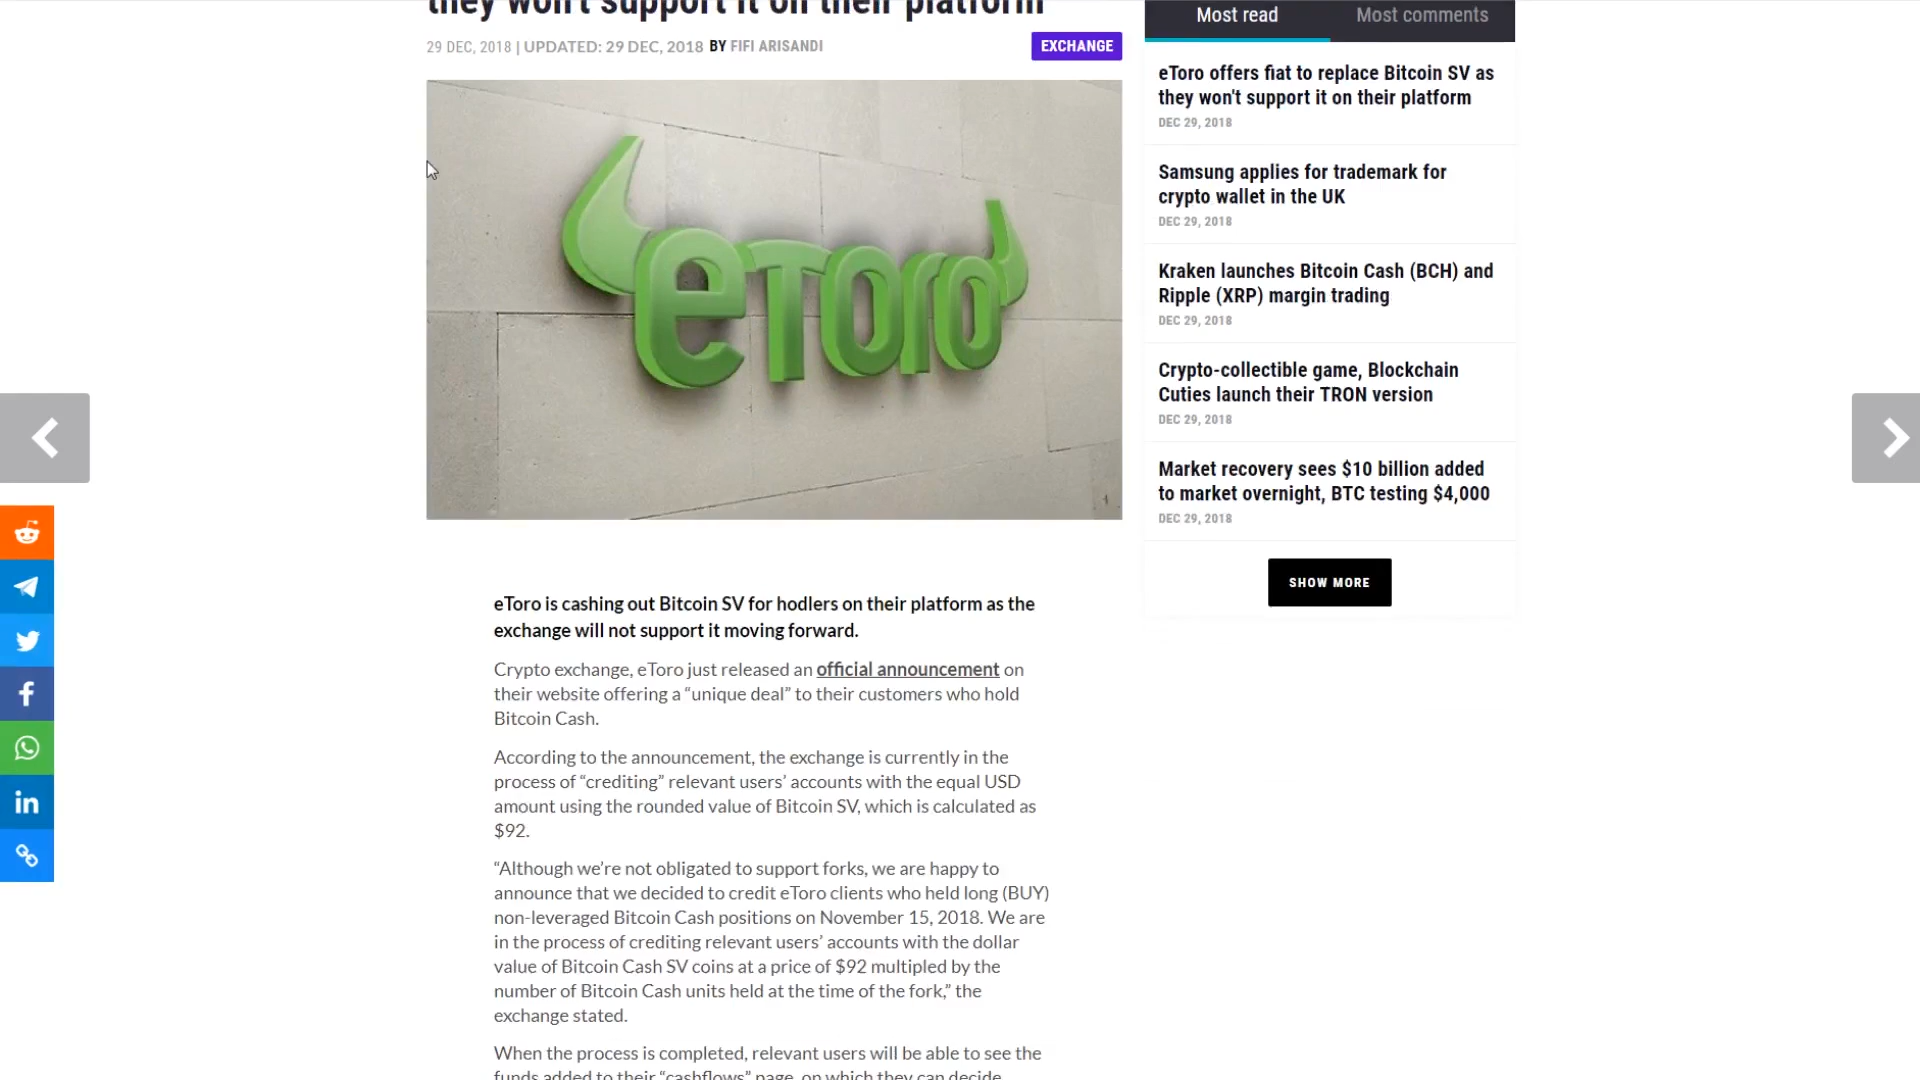 they won't support it on their platform
29 DEC, 2018 | UPDATED: 29 DEC, 2018 BY FIFI ARISANDI
EXCHANGE
eToro
eToro is cashing out Bitcoin SV for hodlers on their platform as the
exchange will not support it moving forward.
Crypto exchange, eToro just released an official announcement on
their website offering a “unique deal” to their customers who hold
Bitcoin Cash.
According to the announcement, the exchange is currently in the
process of “crediting” relevant users’ accounts with the equal USD
amount using the rounded value of Bitcoin SV, which is calculated as
$92.
“Although we’re not obligated to support forks, we are happy to
announce that we decided to credit eToro clients who held long (BUY)
non-leveraged Bitcoin Cash positions on November 15, 2018. We are
in the process of crediting relevant users’ accounts with the dollar
value of Bitcoin Cash SV coins at a price of $92 multipled by the
number of Bitcoin Cash units held at the time of the fork,” the
exchange stated.
When the process is completed, relevant users will be able to see the
funds added to their “cashflows” page, on which they can decide
Most read
Most comments
eToro offers fiat to replace Bitcoin SV as
they won't support it on their platform
DEC 29, 2018
Samsung applies for trademark for
crypto wallet in the UK
DEC 29, 2018
Kraken launches Bitcoin Cash (BCH) and
Ripple (XRP) margin trading
DEC 29, 2018
Crypto-collectible game, Blockchain
Cuties launch their TRON version
DEC 29, 2018
Market recovery sees $10 billion added
to market overnight, BTC testing $4,000
DEC 29, 2018
SHOW MORE